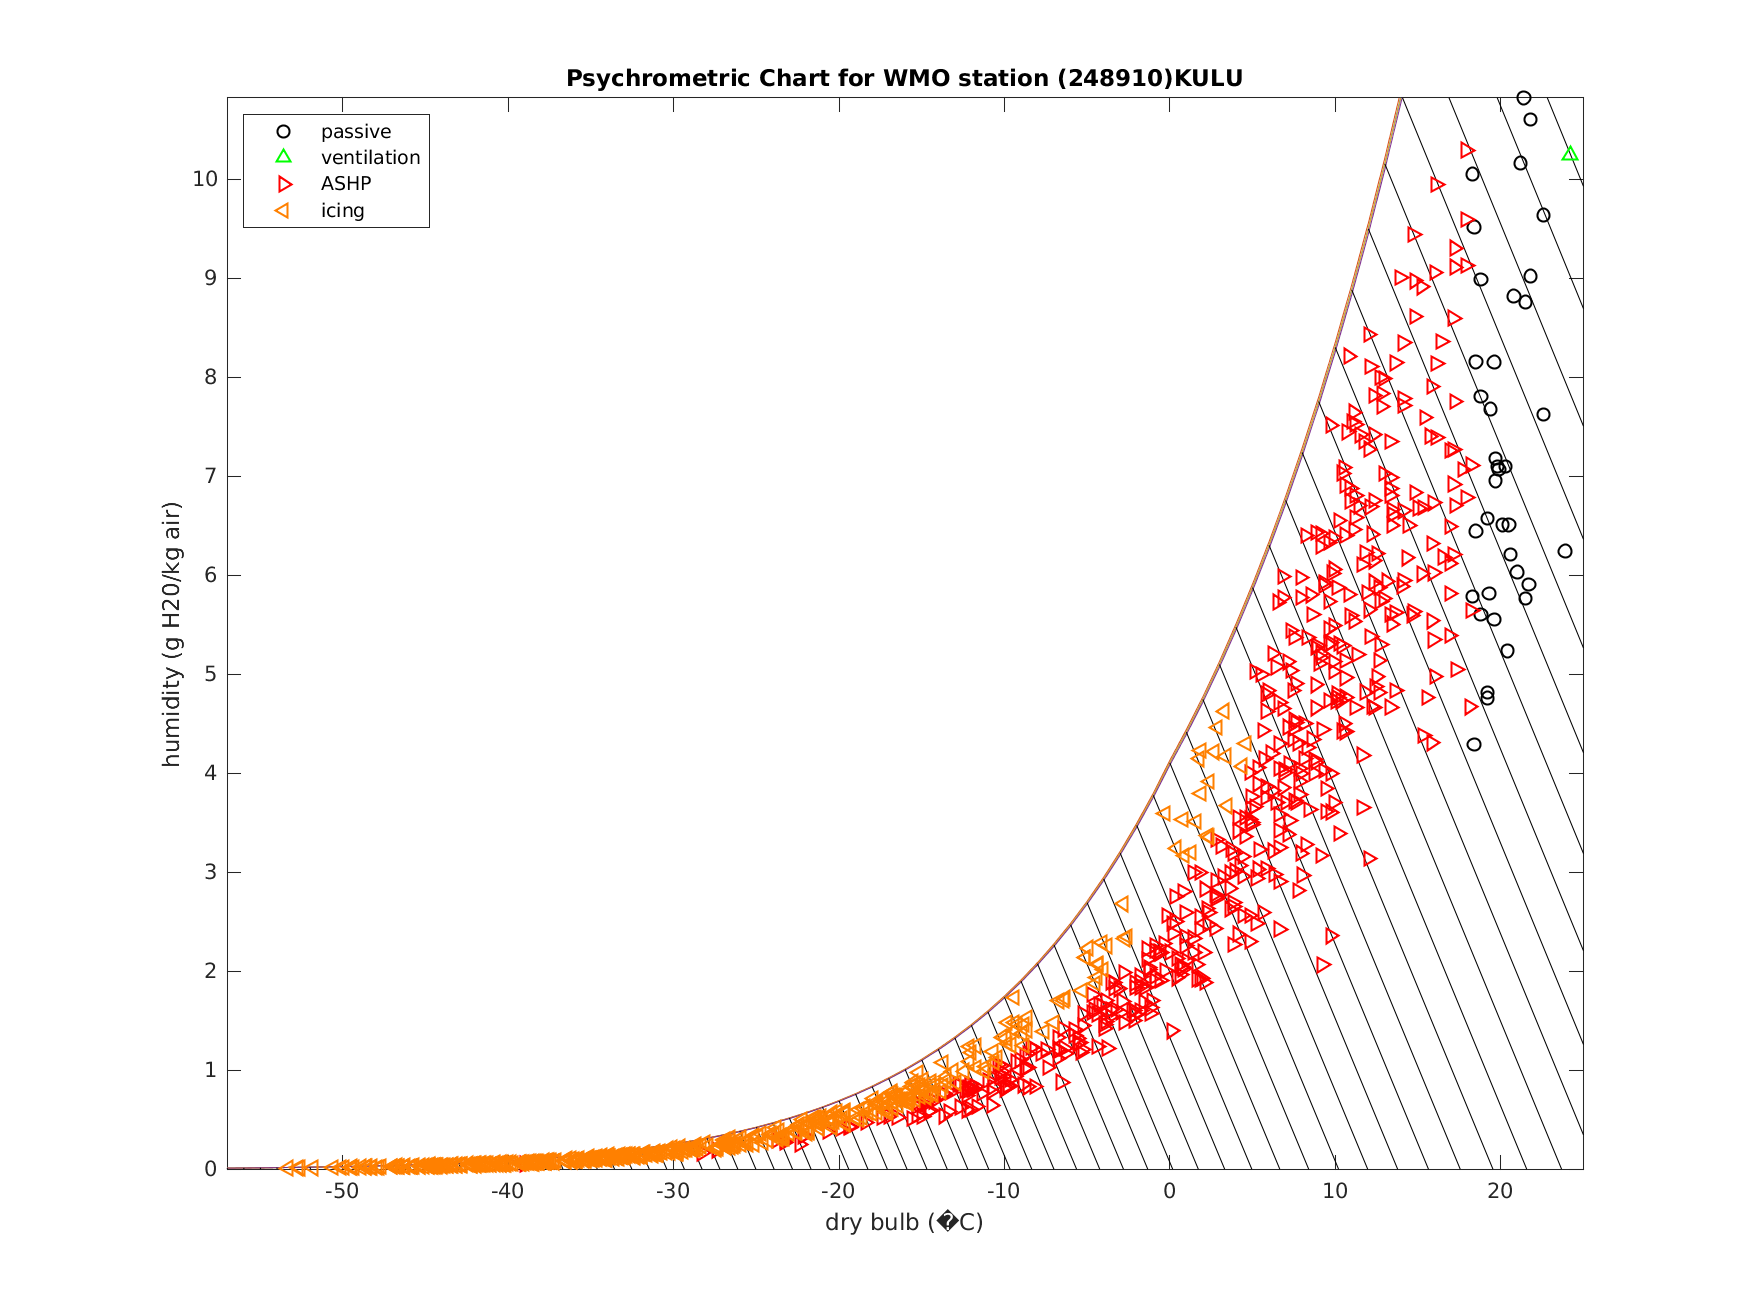 Psychrometric Chart for WMO station (248910)KULU
passive
ventilation
ASHP
icing
10
9
8
7
6
5
4
3
2
1
0
humidity (g H20/kg air)
-50 -40 -30 -20 -10 0 10 20
dry bulb (�C)